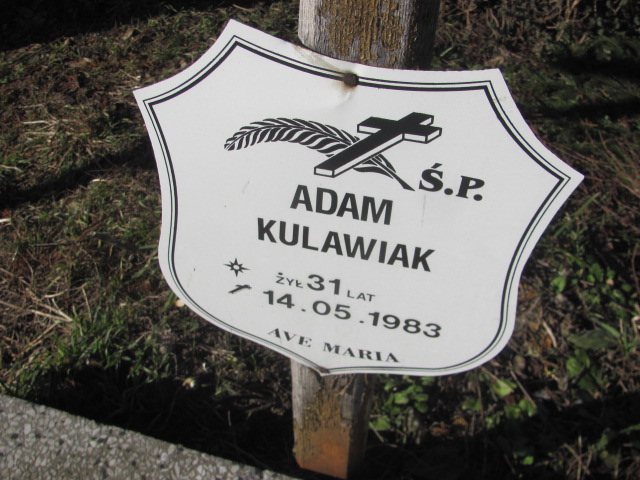 Ś.P.
ADAM
KULAWIAK
ŻYŁ 31 LAT
14.05.1983
AVE MARIA